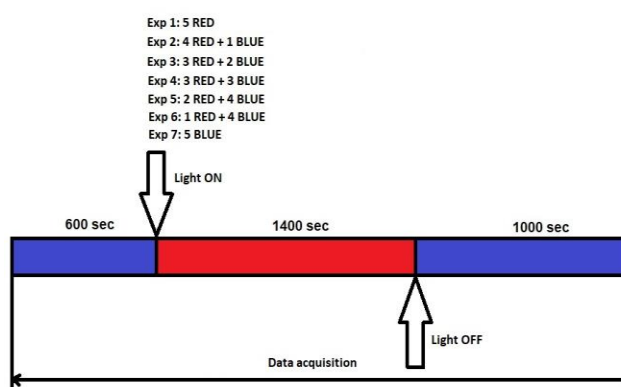 Exp 1: 5 RED
Exp 2: 4 RED + 1 BLUE
Exp 3: 3 RED + 2 BLUE
Exp 4: 3 RED + 3 BLUE
Exp 5: 2 RED + 4 BLUE
Exp 6: 1 RED + 4 BLUE
Exp 7: 5 BLUE
Light ON
600 sec
1400 sec
1000 sec
Light OFF
Data acquisition